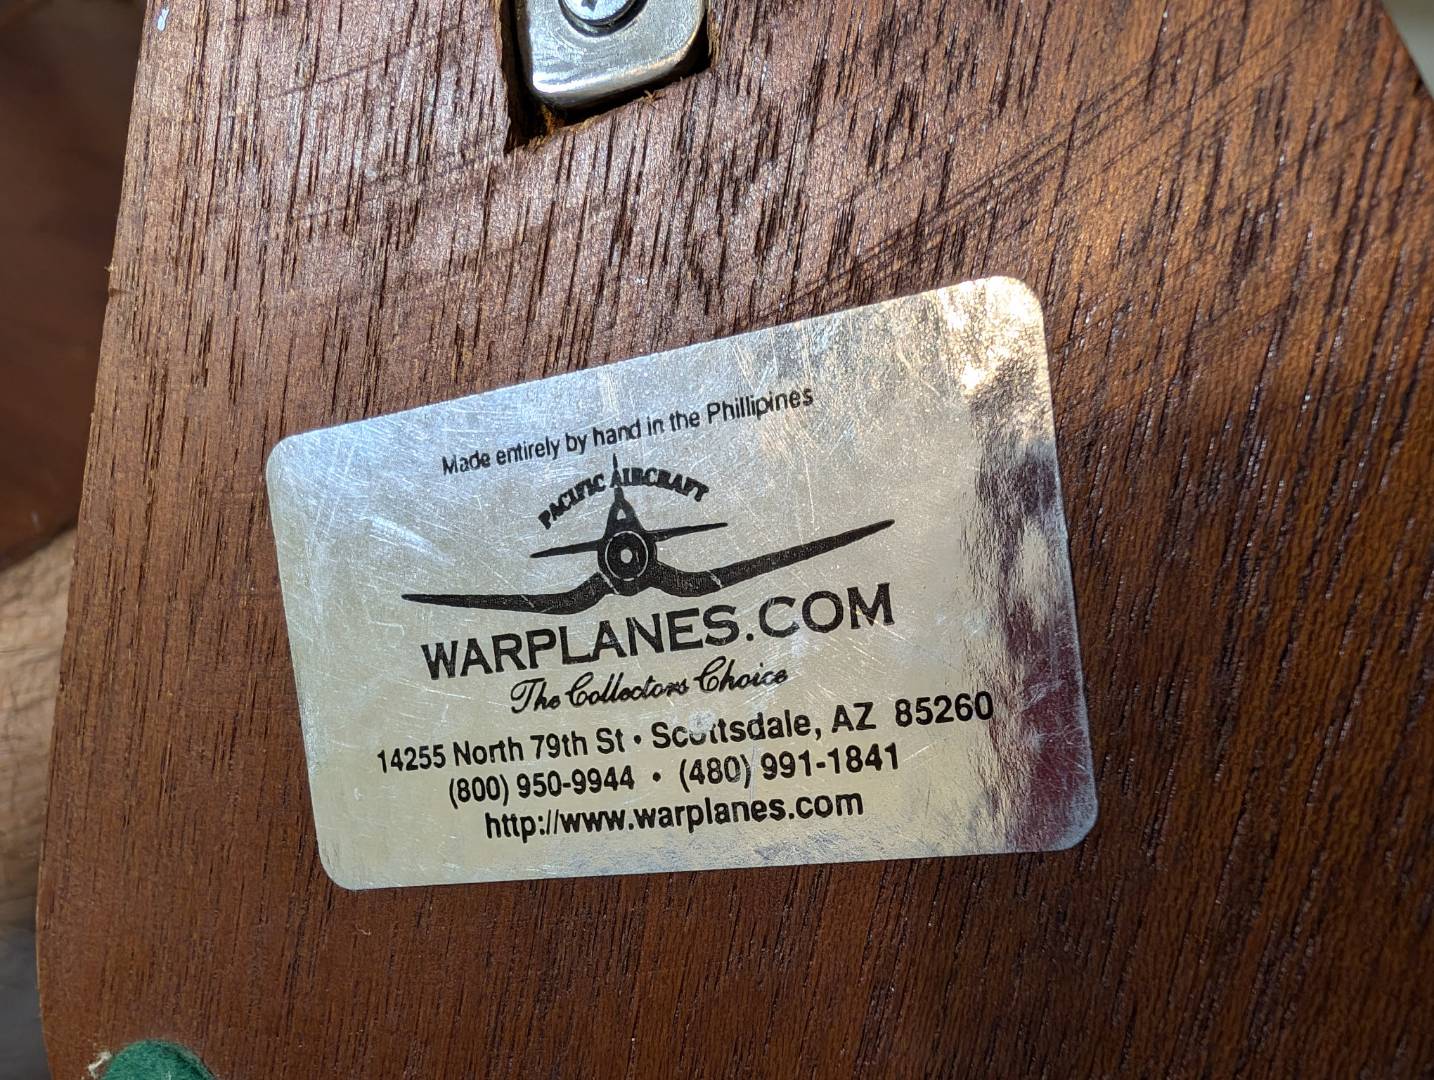 Made entirely by hand in the Phillipines
PACIFIC AIRCRAFT
WARPLANES.COM
The Collectors Choice
14255 North 79th St • Scottsdale, AZ 85260
(800) 950-9944 • (480) 991-1841
http://www.warplanes.com